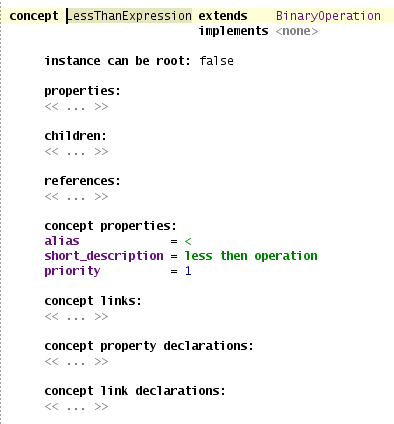 concept LessThanExpression extends BinaryOperation
implements <none>
instance can be root: false
properties:
<< ... >>
children:
<< ... >>
references:
<< ... >>
concept properties:
alias = <
short_description = less then operation
priority = 1
concept links:
<< ... >>
concept property declarations:
<< ... >>
concept link declarations:
<< ... >>